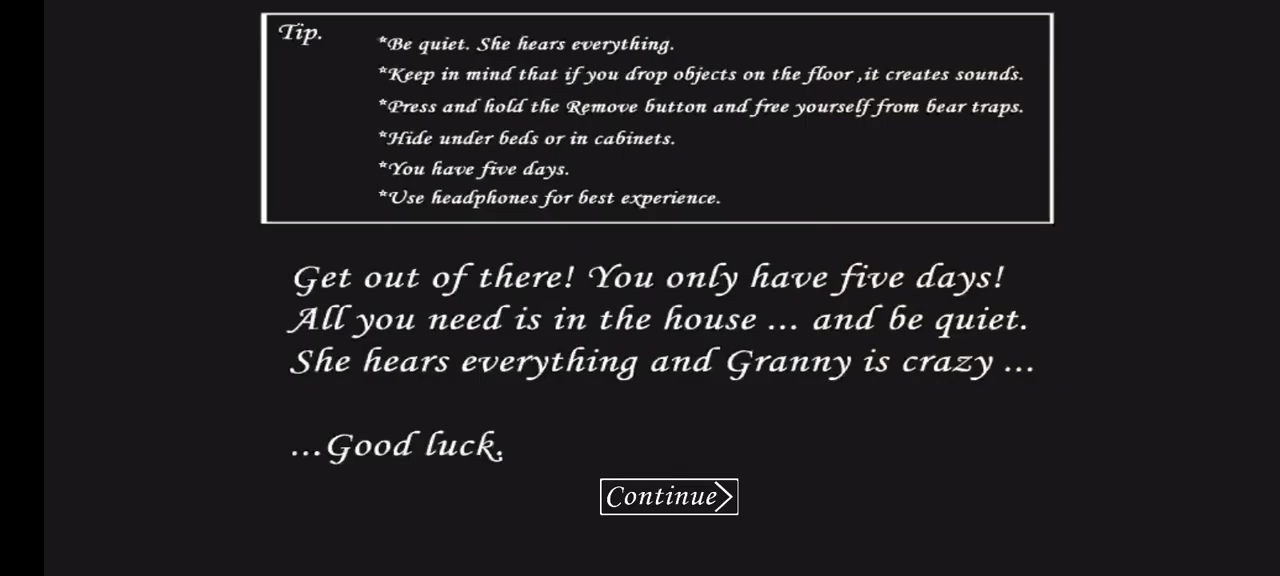 Tip.
*Be quiet. She hears everything.
*Keep in mind that if you drop objects on the floor ,it creates sounds.
*Press and hold the Remove button and free yourself from bear traps.
*Hide under beds or in cabinets.
*You have five days.
*Use headphones for best experience.
Get out of there! You only have five days!
All you need is in the house ... and be quiet.
She hears everything and Granny is crazy ...
...Good luck.
Continue>